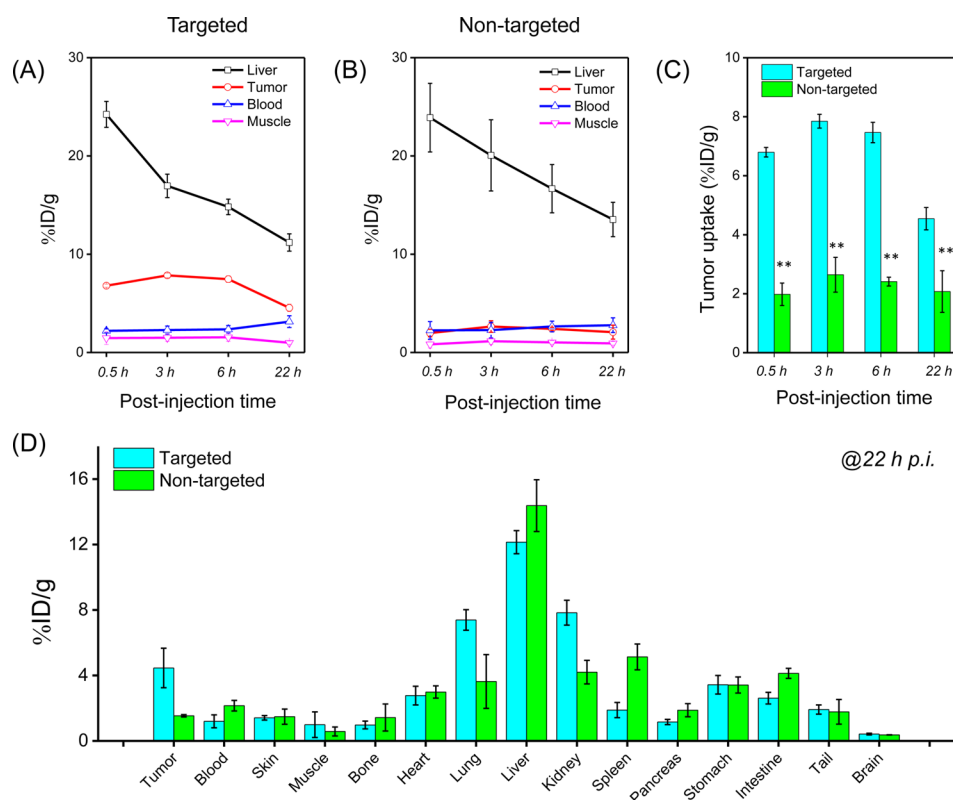 Targeted
Non-targeted
(A)
30
20
10
0
%ID/g
Liver
Tumor
Blood
Muscle
0.5 h 3 h 6 h 22 h
Post-injection time
(B)
30
20
10
0
%ID/g
Liver
Tumor
Blood
Muscle
0.5 h 3 h 6 h 22 h
Post-injection time
(C)
10
8
6
4
2
0
Tumor uptake (%ID/g)
Targeted
Non-targeted
** ** ** **
0.5 h 3 h 6 h 22 h
Post-injection time
(D)
16
12
8
4
0
%ID/g
Targeted
Non-targeted
@22 h p.i.
Tumor Blood Skin Muscle Bone Heart Lung Liver Kidney Spleen Pancreas Stomach Intestine Tail Brain